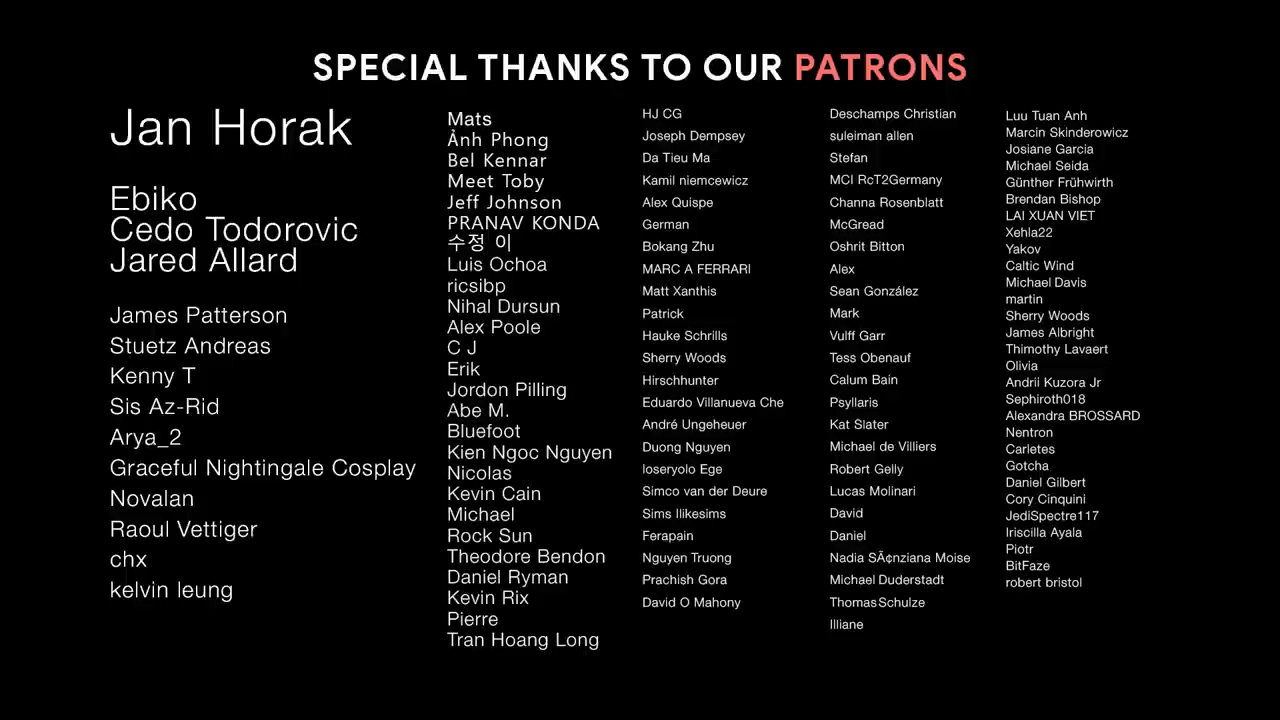 SPECIAL THANKS TO OUR PATRONS
Jan Horak
Ebiko
Cedo Todorovic
Jared Allard
James Patterson
Stuetz Andreas
Kenny T
Sis Az-Rid
Arya_2
Graceful Nightingale Cosplay
Novalan
Raoul Vettiger
chx
kelvin leung
Mats
Ảnh Phong
Bel Kennar
Meet Toby
Jeff Johnson
PRANAV KONDA
수정 이
Luis Ochoa
ricsibp
Nihal Dursun
Alex Poole
C J
Erik
Jordon Pilling
Abe M.
Bluefoot
Kien Ngoc Nguyen
Nicolas
Kevin Cain
Michael
Rock Sun
Theodore Bendon
Daniel Ryman
Kevin Rix
Pierre
Tran Hoang Long
HJ CG
Joseph Dempsey
Da Tieu Ma
Kamil niemcewicz
Alex Quispe
German
Bokang Zhu
MARC A FERRARI
Matt Xanthis
Patrick
Hauke Schrills
Sherry Woods
Hirschhunter
Eduardo Villanueva Che
André Ungeheuer
Duong Nguyen
loseryolo Ege
Simco van der Deure
Sims Ilikesims
Ferapain
Nguyen Truong
Prachish Gora
David O Mahony
Deschamps Christian
suleiman allen
Stefan
MCI RcT2Germany
Channa Rosenblatt
McGread
Oshrit Bitton
Alex
Sean González
Mark
Vulff Garr
Tess Obenauf
Calum Bain
Psyllaris
Kat Slater
Michael de Villiers
Robert Gelly
Lucas Molinari
David
Daniel
Nadia SÃ¢nziana Moise
Michael Duderstadt
Thomas Schulze
Illiane
Luu Tuan Anh
Marcin Skinderowicz
Josiane Garcia
Michael Seida
Günther Frühwirth
Brendan Bishop
LAI XUAN VIET
Xehla22
Yakov
Caltic Wind
Michael Davis
martin
Sherry Woods
James Albright
Thimothy Lavaert
Olivia
Andrii Kuzora Jr
Sephiroth018
Alexandra BROSSARD
Nentron
Carletes
Gotcha
Daniel Gilbert
Cory Cinquini
JediSpectre117
Iriscilla Ayala
Piotr
BitFaze
robert bristol